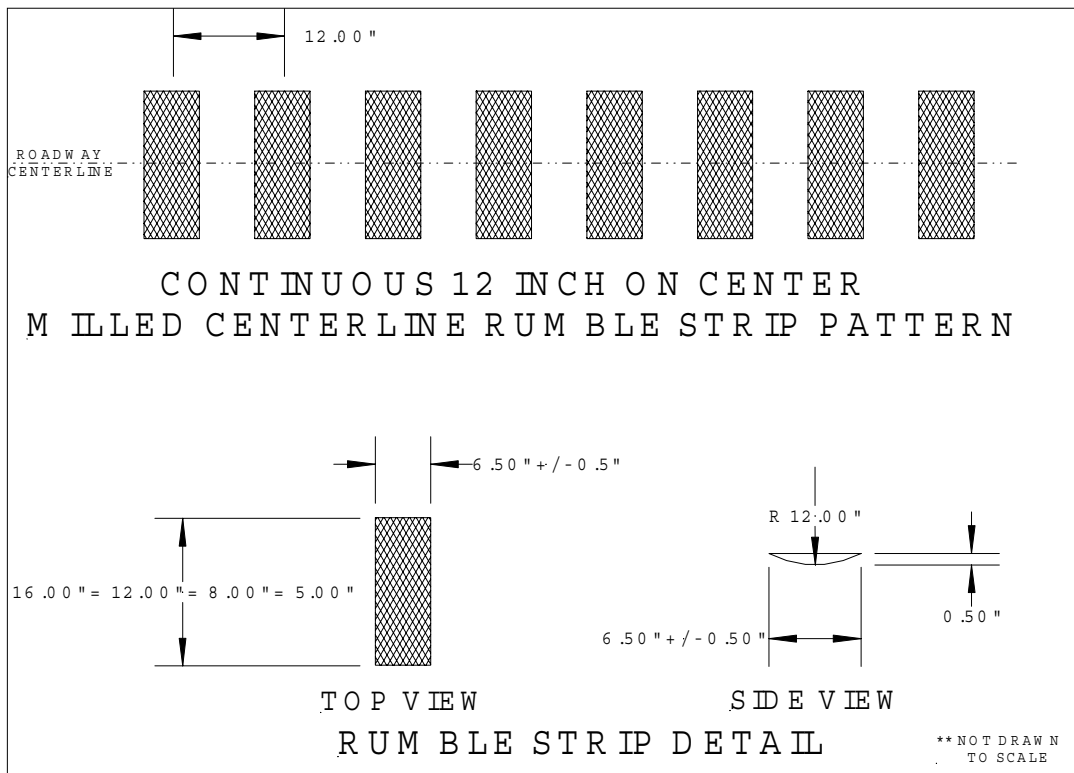 12.00"
ROADWAY
CENTERLINE
CONTINUOUS 12 INCH ON CENTER
MILLED CENTERLINE RUMBLE STRIP PATTERN
6.50"+/-0.5"
R 12.00"
16.00"= 12.00"= 8.00"= 5.00"
0.50"
6.50"+/-0.50"
TOP VIEW
SIDE VIEW
RUMBLE STRIP DETAIL
**NOT DRAWN
TO SCALE